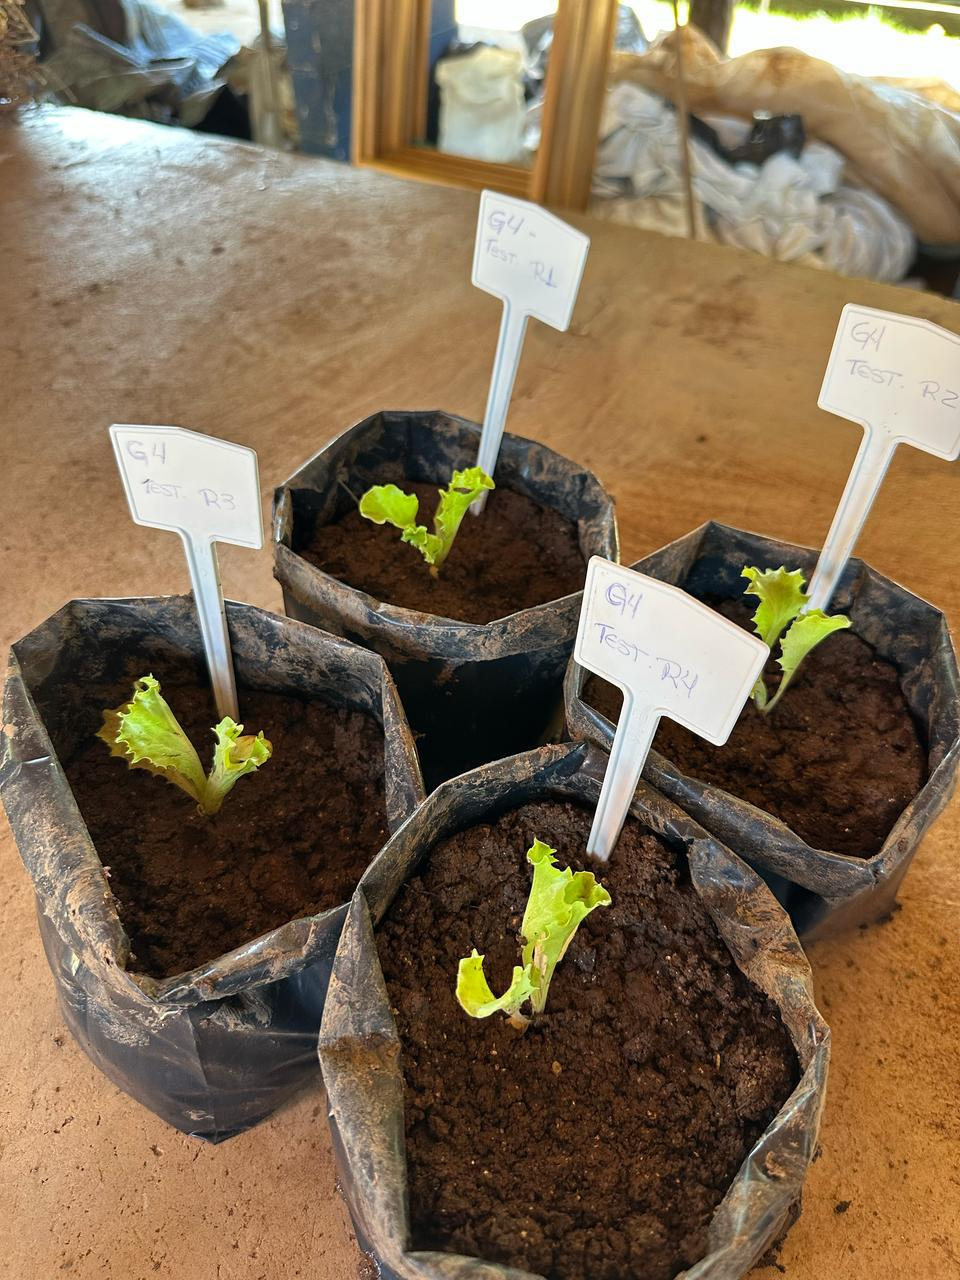 G4 -
TEST. R1
G4
TEST. R2
G4
TEST. R3
G4
TEST. R4